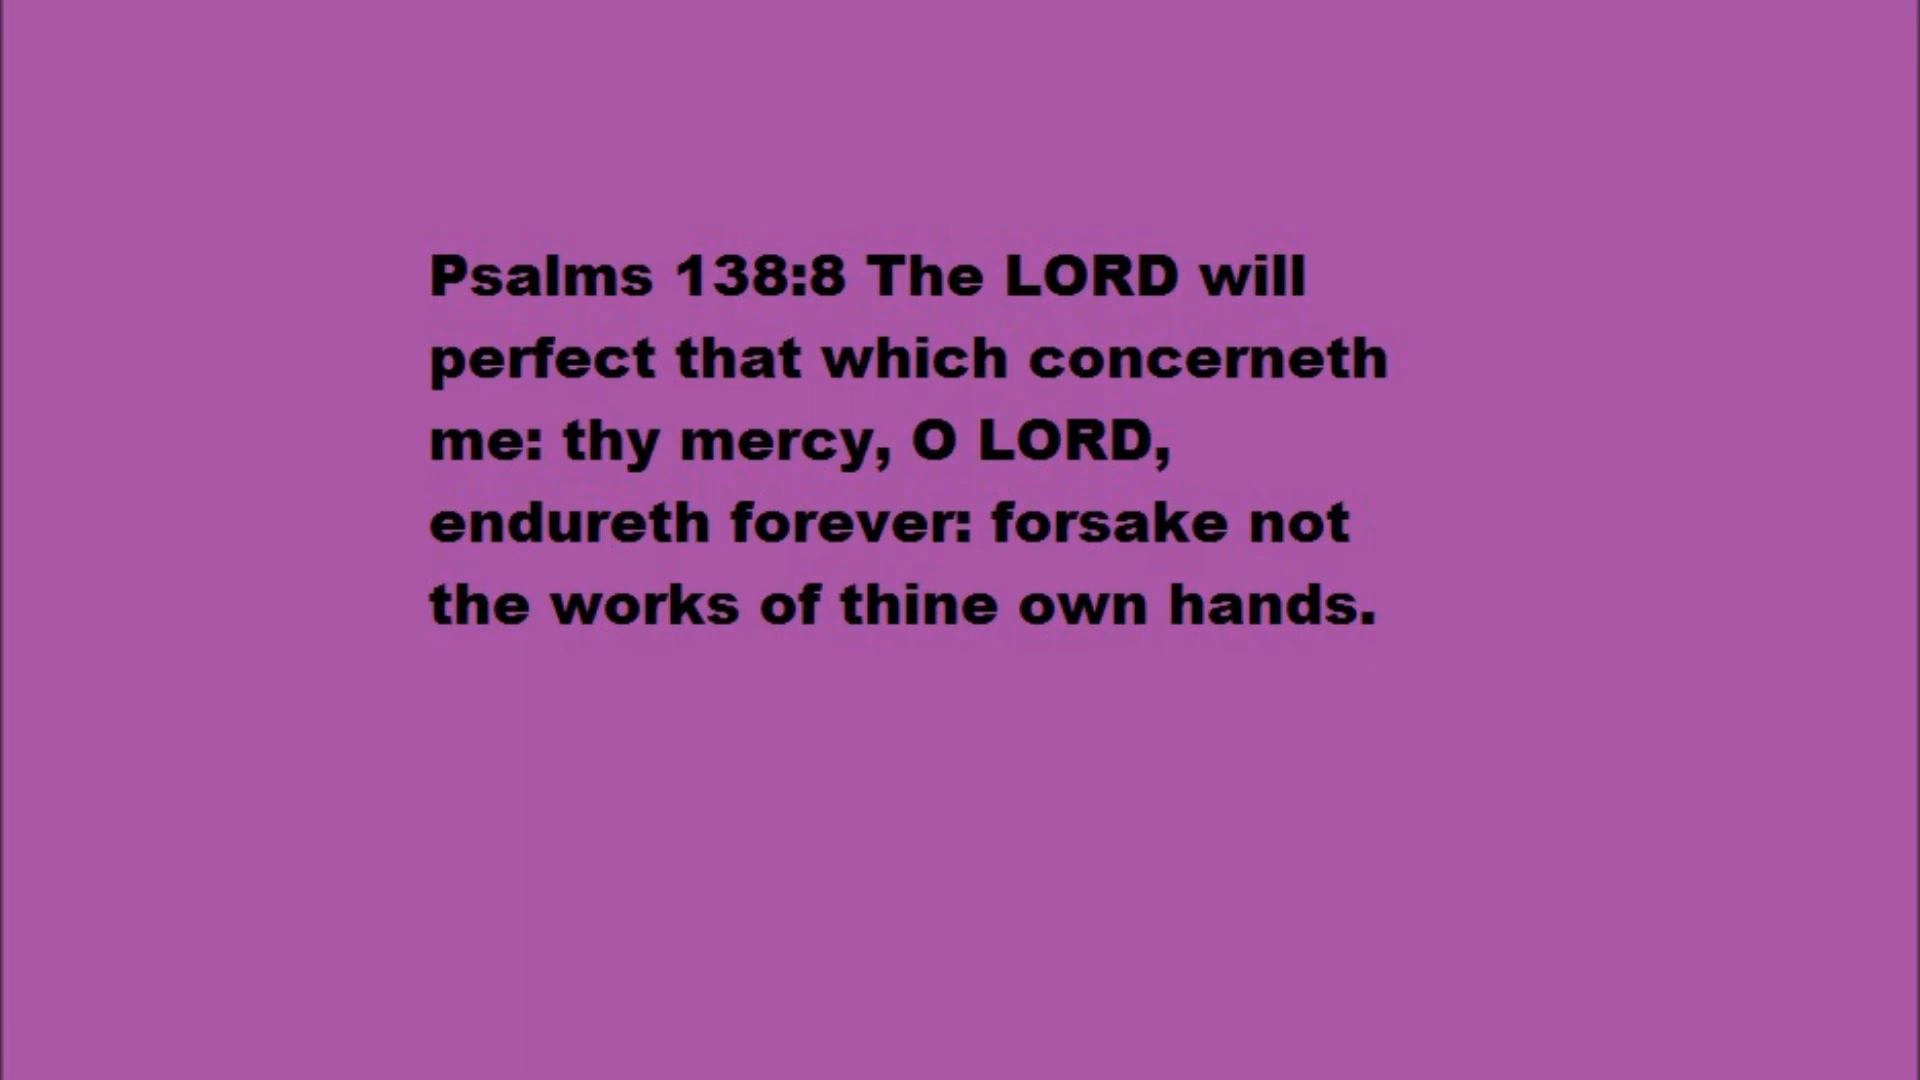 Psalms 138:8 The LORD will
perfect that which concerneth
me: thy mercy, O LORD,
endureth forever: forsake not
the works of thine own hands.